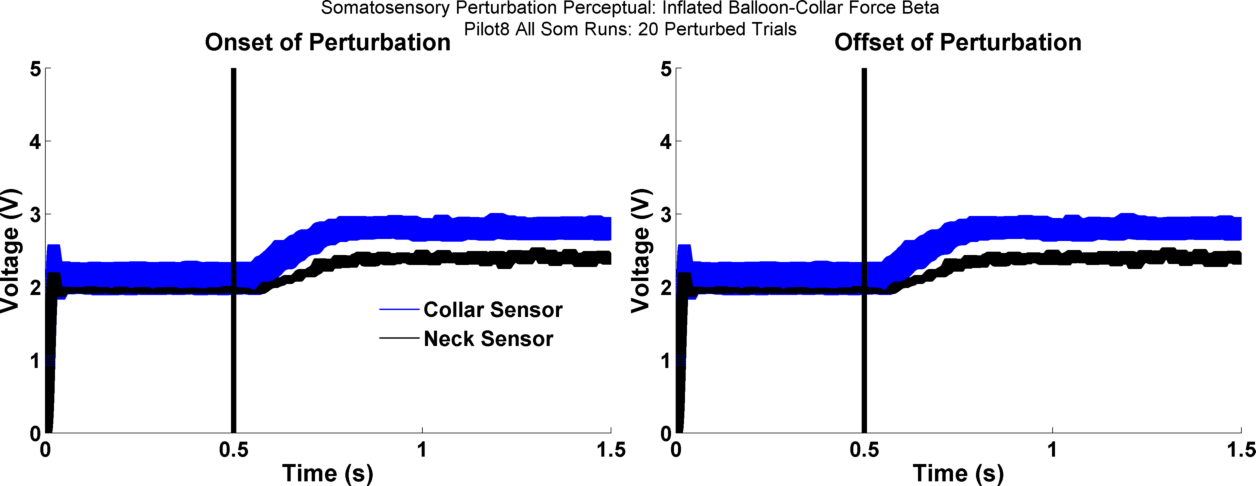 Somatosensory Perturbation Perceptual: Inflated Balloon-Collar Force Beta
Pilot8 All Som Runs: 20 Perturbed Trials
Onset of Perturbation
5
4
3
2
1
0
Voltage (V)
0 0.5 1 1.5
Time (s)
Collar Sensor
Neck Sensor
Offset of Perturbation
5
4
3
2
1
0
Voltage (V)
0 0.5 1 1.5
Time (s)